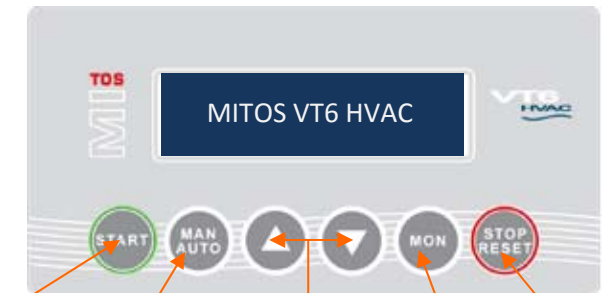 TOS
MI
MITOS VT6 HVAC
VT6
HVAC
START
MAN
AUTO
MON
STOP
RESET